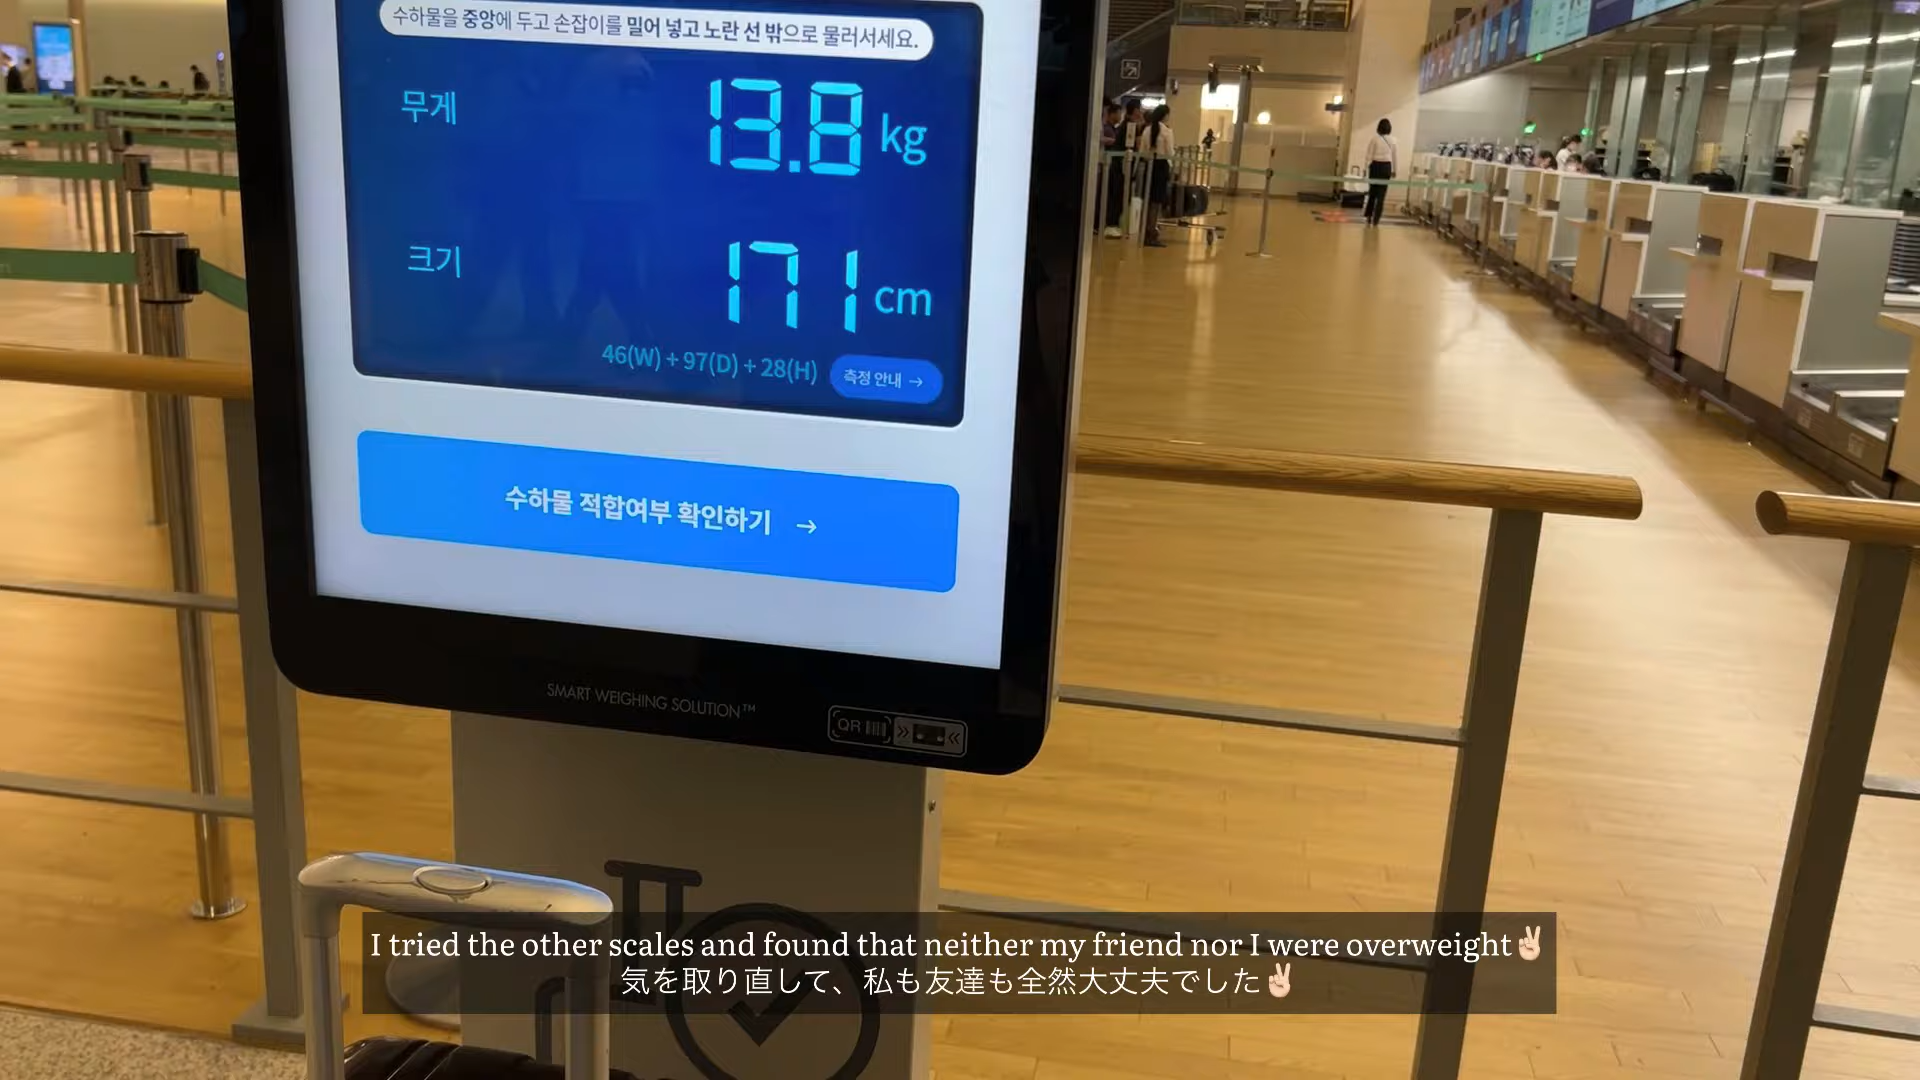 수하물을 중앙에 두고 손잡이를 밀어 넣고 노란 선 밖으로 물러서세요.
무게 13.8 kg
크기 171 cm
46(W) + 97(D) + 28(H) 측정 안내 →
수하물 적합여부 확인하기 →
SMART WEIGHING SOLUTION™
QR
I tried the other scales and found that neither my friend nor I were overweight✌🏻
気を取り直して、私も友達も全然大丈夫でした✌🏻